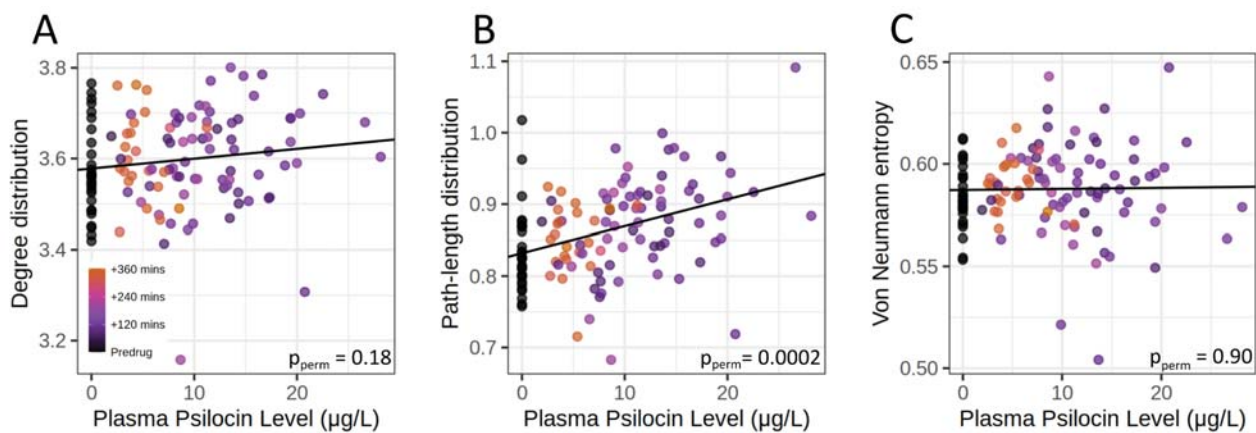 A
Degree distribution
3.8
3.6
3.4
3.2
+360 mins
+240 mins
+120 mins
Predrug
p_perm = 0.18
0
10
20
Plasma Psilocin Level (µg/L)
B
Path-length distribution
1.1
1.0
0.9
0.8
0.7
p_perm = 0.0002
0
10
20
Plasma Psilocin Level (µg/L)
C
Von Neumann entropy
0.65
0.60
0.55
0.50
p_perm = 0.90
0
10
20
Plasma Psilocin Level (µg/L)